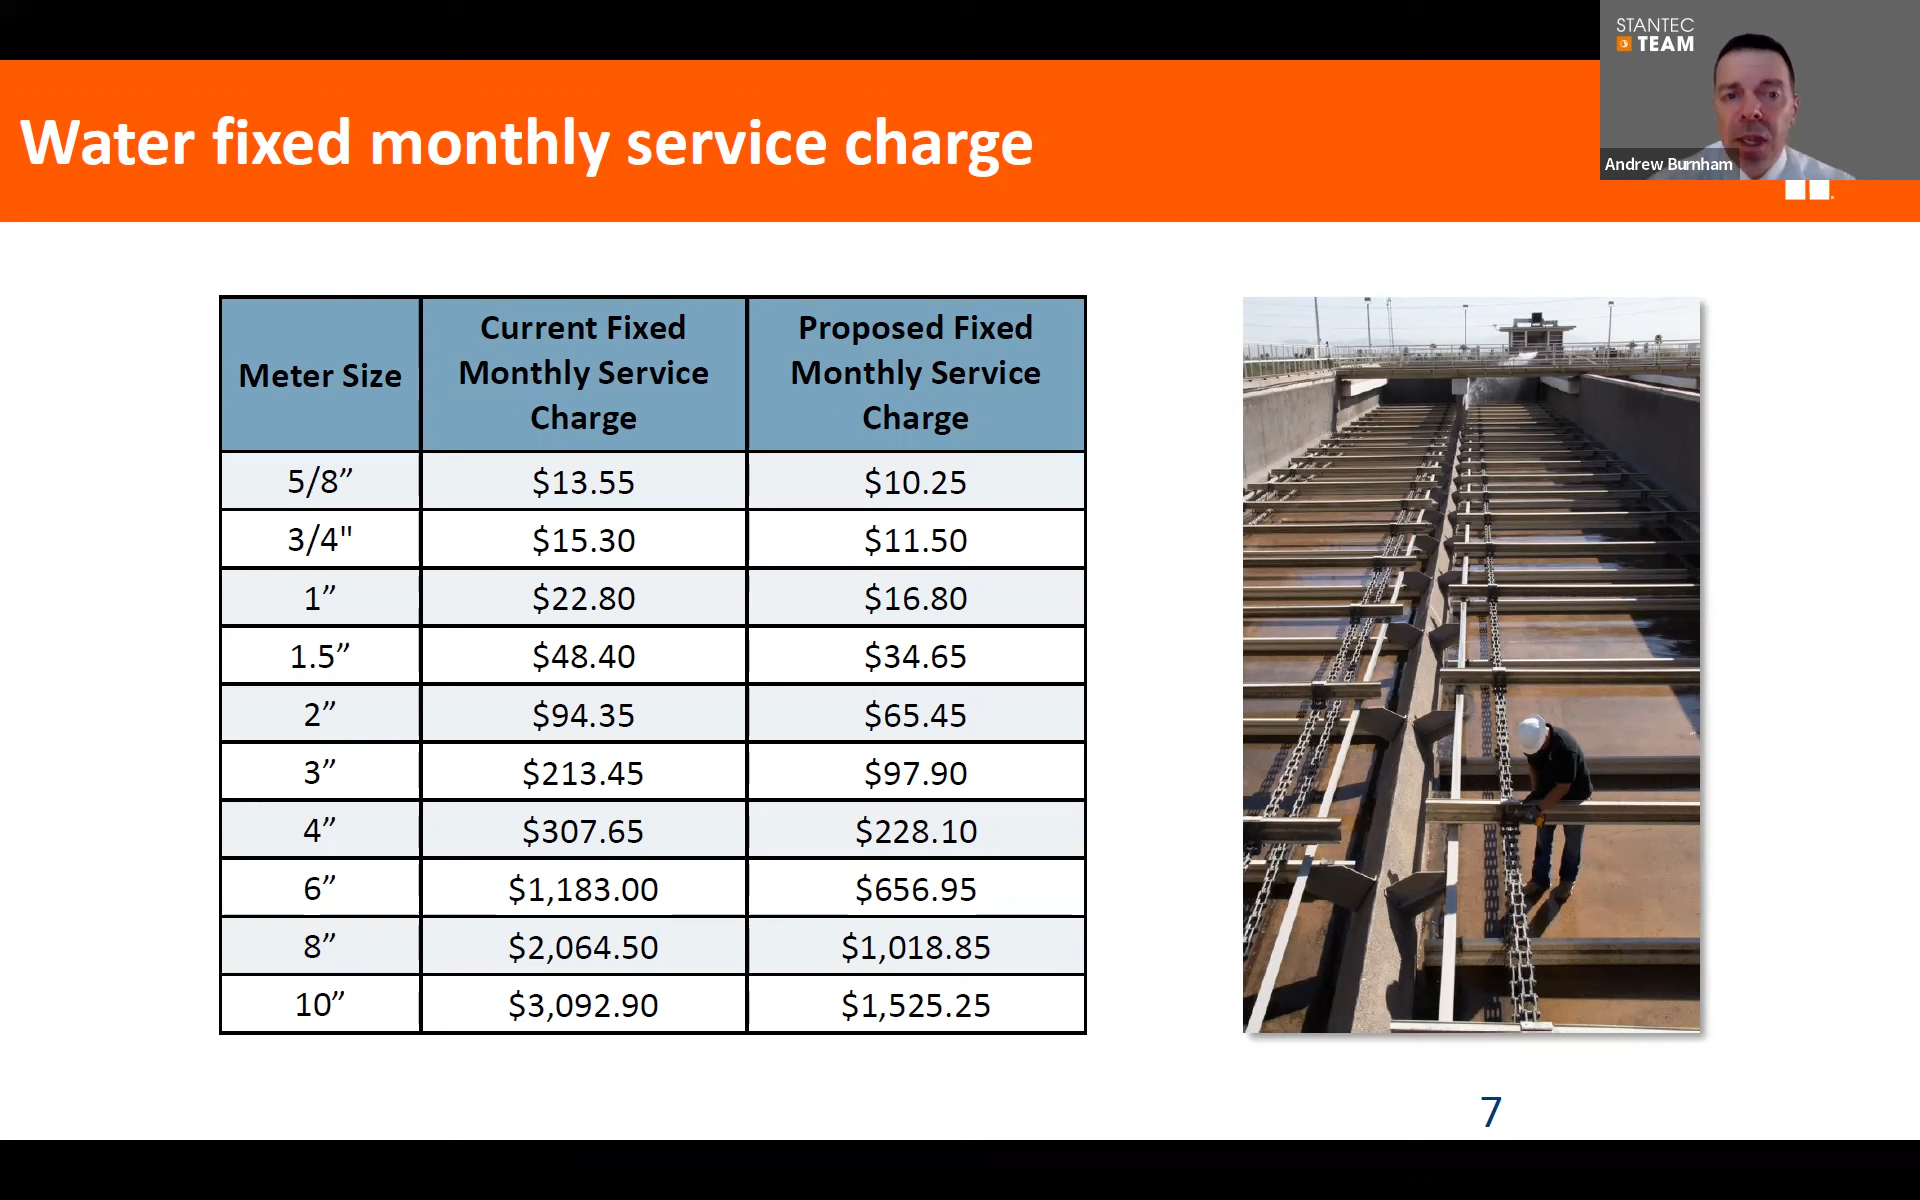 STANTEC
TEAM
Andrew Burnham
Water fixed monthly service charge
Meter Size
Current Fixed
Monthly Service
Charge
Proposed Fixed
Monthly Service
Charge
5/8” $13.55 $10.25
3/4" $15.30 $11.50
1” $22.80 $16.80
1.5” $48.40 $34.65
2” $94.35 $65.45
3” $213.45 $97.90
4” $307.65 $228.10
6” $1,183.00 $656.95
8” $2,064.50 $1,018.85
10” $3,092.90 $1,525.25
7